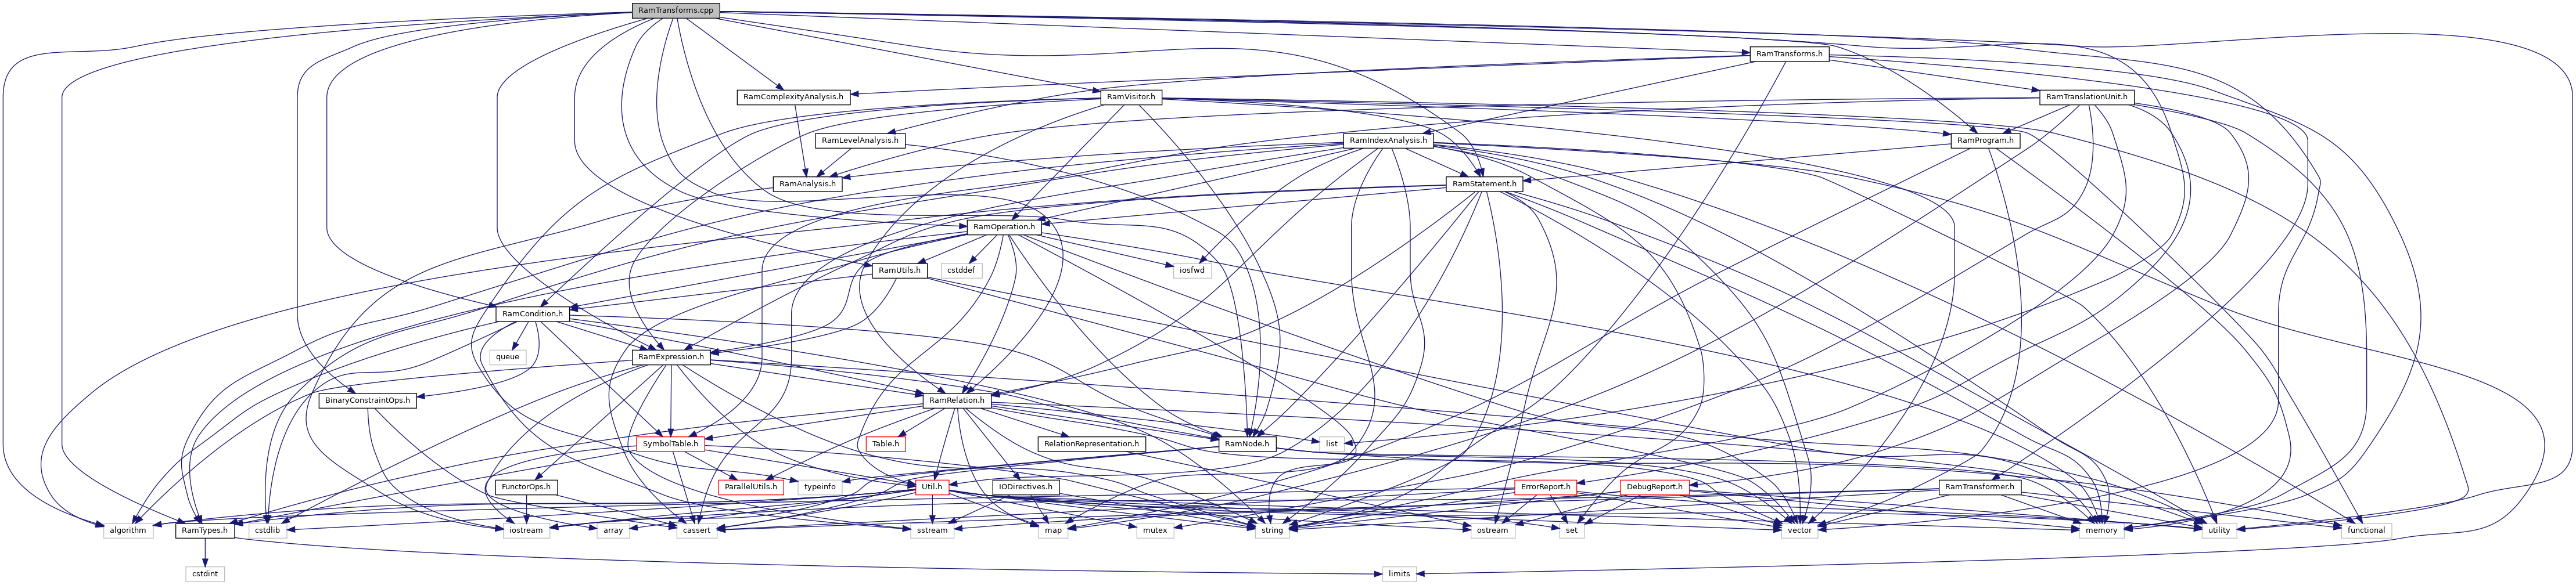 RamTransforms.cpp
RamTransforms.h
RamComplexityAnalysis.h
RamVisitor.h
RamTranslationUnit.h
RamLevelAnalysis.h
RamIndexAnalysis.h
RamProgram.h
RamAnalysis.h
RamStatement.h
RamOperation.h
RamUtils.h
cstddef
iosfwd
RamCondition.h
queue
RamExpression.h
BinaryConstraintOps.h
RamRelation.h
SymbolTable.h
Table.h
RelationRepresentation.h
RamNode.h
list
FunctorOps.h
ParallelUtils.h
typeinfo
Util.h
IODirectives.h
ErrorReport.h
DebugReport.h
RamTransformer.h
algorithm
RamTypes.h
cstdlib
iostream
array
cassert
sstream
map
mutex
string
ostream
set
vector
memory
utility
functional
cstdint
limits